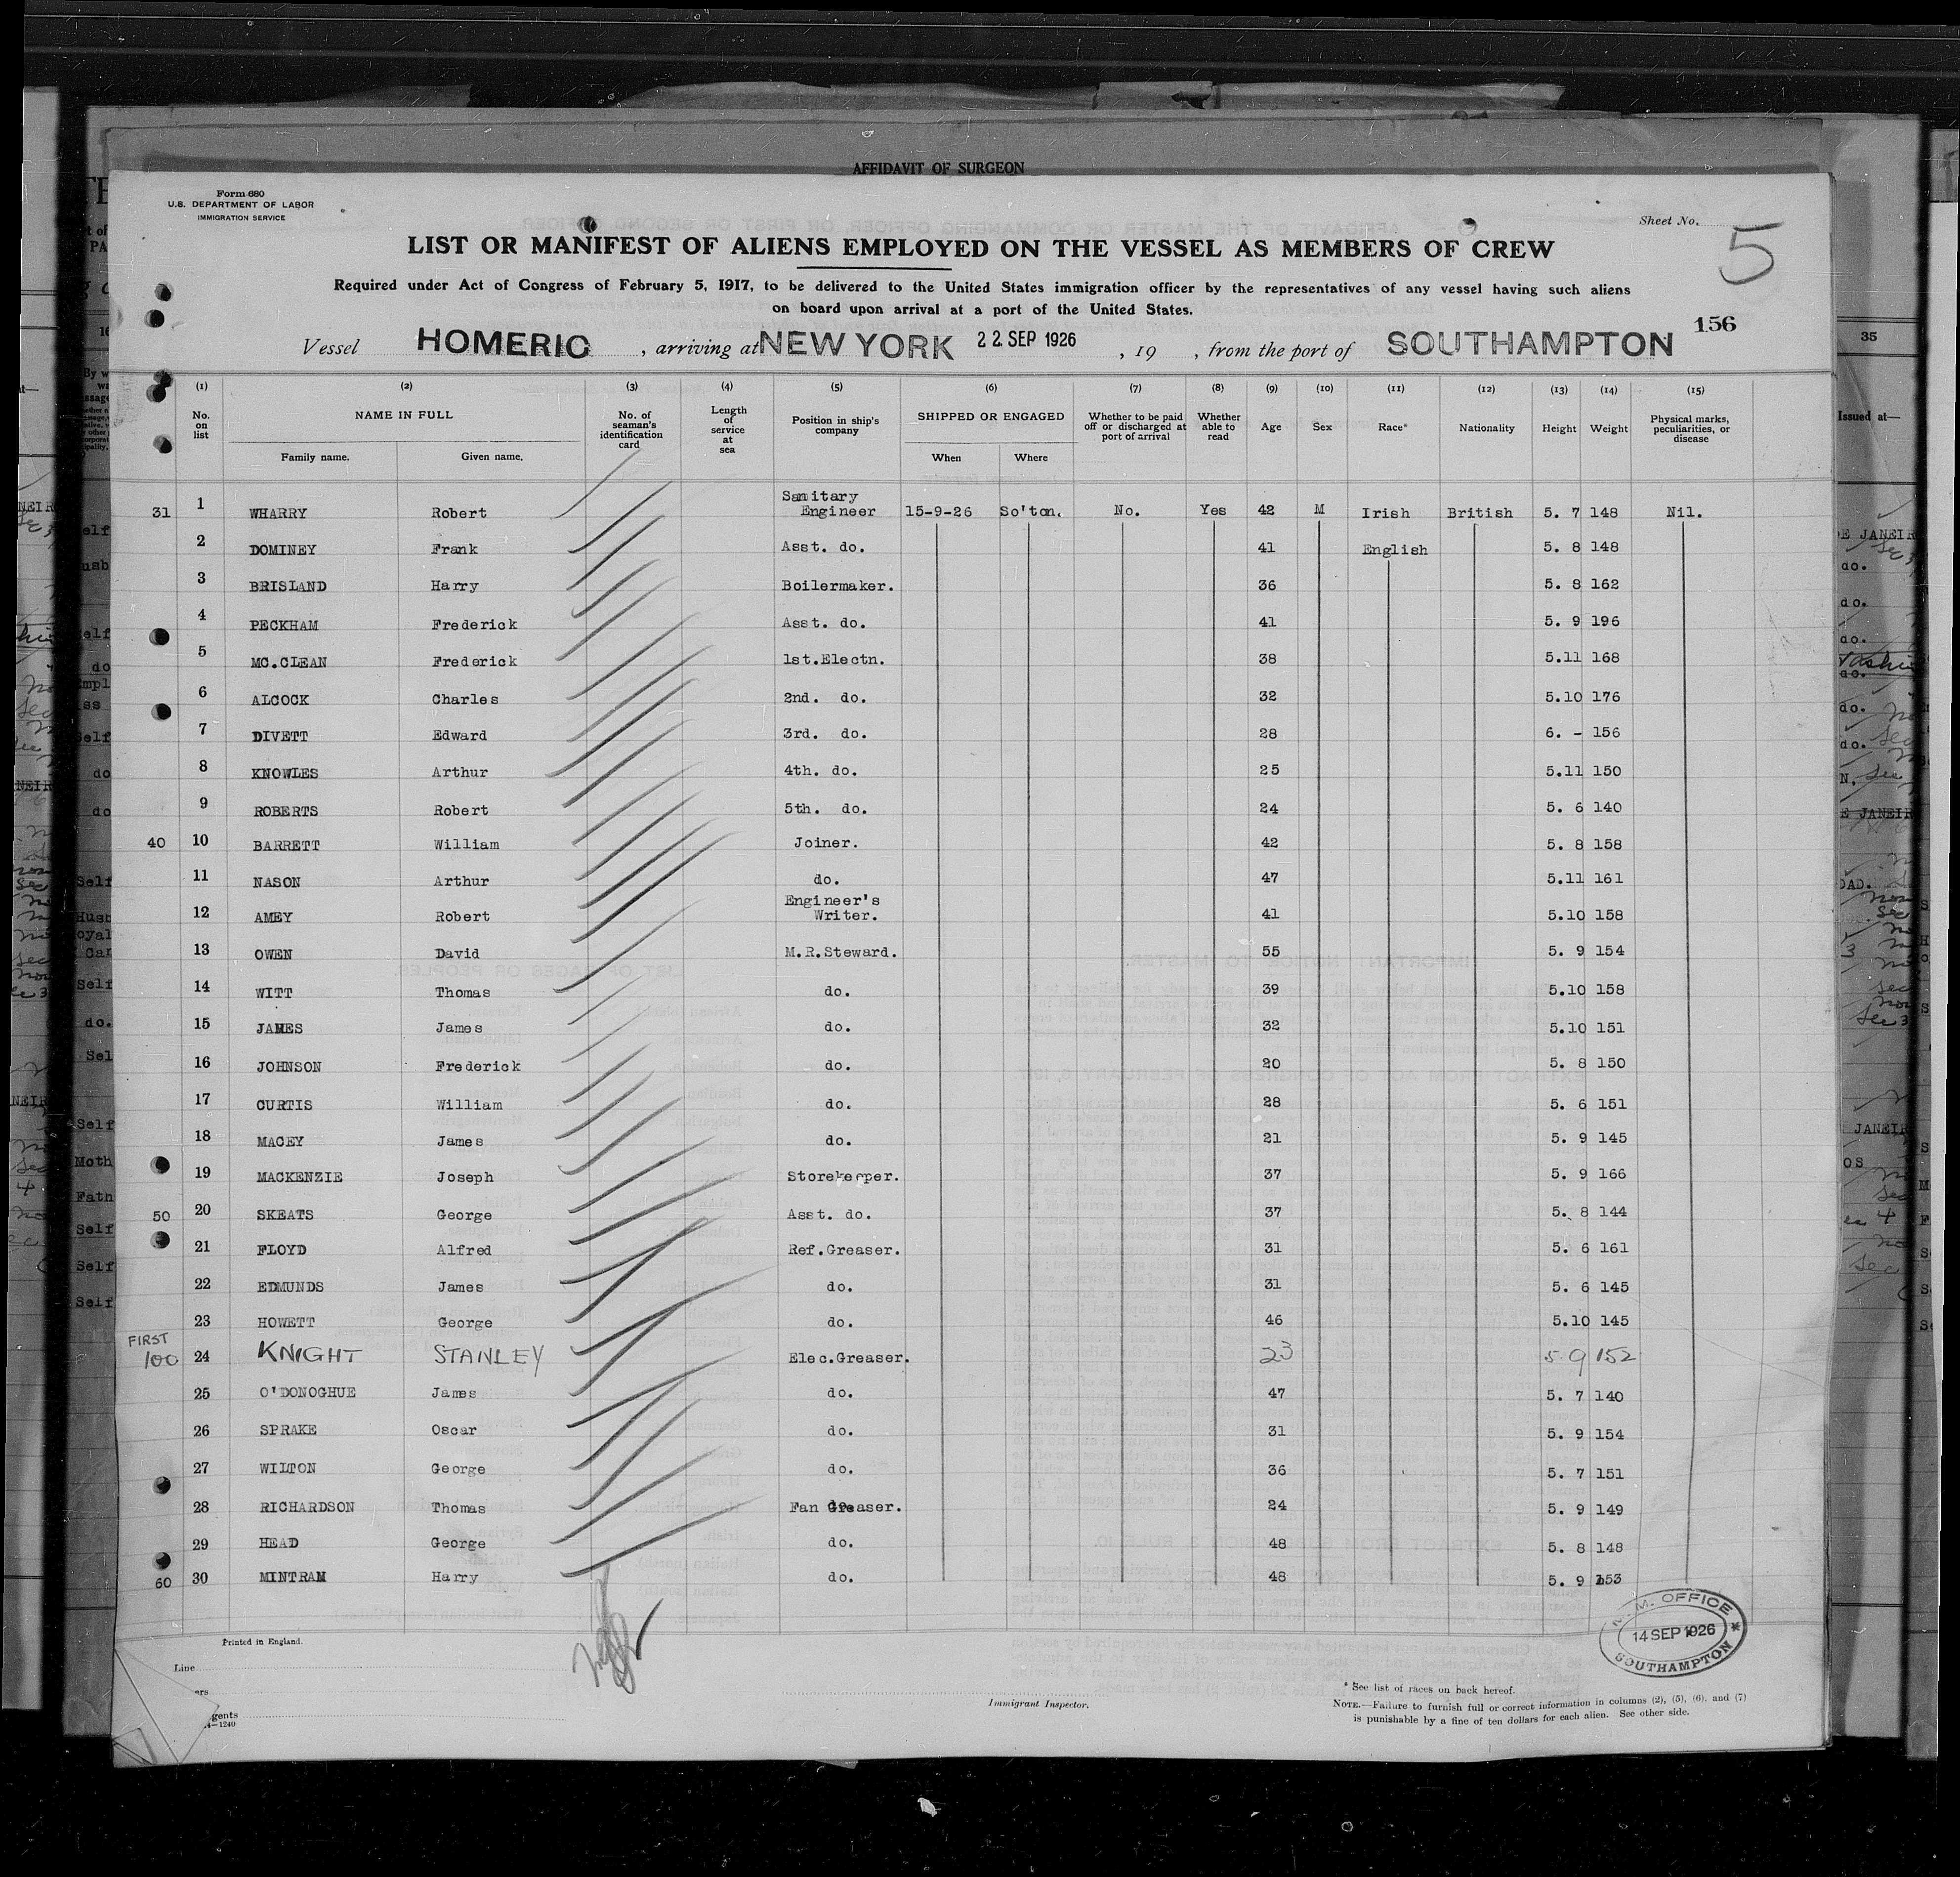 AFFIDAVIT OF SURGEON
Form 680
U.S. DEPARTMENT OF LABOR
IMMIGRATION SERVICE
Sheet No. 5
LIST OR MANIFEST OF ALIENS EMPLOYED ON THE VESSEL AS MEMBERS OF CREW
Required under Act of Congress of February 5, 1917, to be delivered to the United States immigration officer by the representatives of any vessel having such aliens
on board upon arrival at a port of the United States.
156
Vessel HOMERIC , arriving at NEW YORK 22 SEP 1926 , 19 , from the port of SOUTHAMPTON
(1) (2) (3) (4) (5) (6) (7) (8) (9) (10) (11) (12) (13) (14) (15)
No. on list NAME IN FULL Family name. Given name. No. of seaman's identification card Length of service at sea Position in ship's company SHIPPED OR ENGAGED When Where Whether to be paid off or discharged at port of arrival Whether able to read Age Sex Race* Nationality Height Weight Physical marks, peculiarities, or disease
31 1 WHARRY Robert Sanitary Engineer 15-9-26 So'ton. No. Yes 42 M Irish British 5. 7 148 Nil.
2 DOMINEY Frank Asst. do. 41 English 5. 8 148
3 BRISLAND Harry Boilermaker. 36 5. 8 162
4 PECKHAM Frederick Asst. do. 41 5. 9 196
5 MC.CLEAN Frederick 1st.Electn. 38 5.11 168
6 ALCOCK Charles 2nd. do. 32 5.10 176
7 DIVETT Edward 3rd. do. 28 6. - 156
8 KNOWLES Arthur 4th. do. 25 5.11 150
9 ROBERTS Robert 5th. do. 24 5. 6 140
40 10 BARRETT William Joiner. 42 5. 8 158
11 NASON Arthur do. 47 5.11 161
12 AMEY Robert Engineer's Writer. 41 5.10 158
13 OWEN David M.R.Steward. 55 5. 9 154
14 WITT Thomas do. 39 5.10 158
15 JAMES James do. 32 5.10 151
16 JOHNSON Frederick do. 20 5. 8 150
17 CURTIS William do. 28 5. 6 151
18 MACEY James do. 21 5. 9 145
19 MACKENZIE Joseph Storekeeper. 37 5. 9 166
50 20 SKEATS George Asst. do. 37 5. 8 144
21 FLOYD Alfred Ref.Greaser. 31 5. 6 161
22 EDMUNDS James do. 31 5. 6 145
23 HOWETT George do. 46 5.10 145
FIRST 100 24 KNIGHT STANLEY Elec.Greaser. 23 5 9 152
25 O'DONOGHUE James do. 47 5. 7 140
26 SPRAKE Oscar do. 31 5. 9 154
27 WILTON George do. 36 5. 7 151
28 RICHARDSON Thomas Fan Greaser. 24 5. 9 149
29 HEAD George do. 48 5. 8 148
60 30 MINTRAM Harry do. 48 5. 9 153
14 SEP 1926
OFFICE
SOUTHAMPTON
Printed in England.
Line
gents
4-1240
Immigrant Inspector.
* See list of races on back hereof.
NOTE.—Failure to furnish full or correct information in columns (2), (5), (6), and (7)
is punishable by a fine of ten dollars for each alien. See other side.